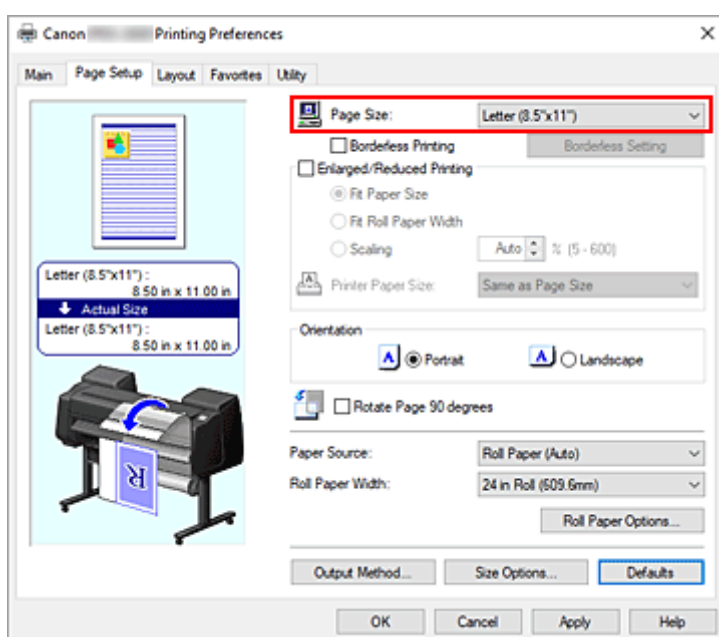 Canon Printing Preferences
Main Page Setup Layout Favorites Utility
Page Size: Letter (8.5"x11")
Borderless Printing Borderless Setting
Enlarged/Reduced Printing
Fit Paper Size
Fit Roll Paper Width
Scaling Auto % (5 - 600)
Printer Paper Size: Same as Page Size
Letter (8.5"x11") :
8.50 in x 11.00 in
Actual Size
Letter (8.5"x11") :
8.50 in x 11.00 in
Orientation
A Portrait A Landscape
Rotate Page 90 degrees
R
Paper Source: Roll Paper (Auto)
Roll Paper Width: 24 in Roll (609.6mm)
Roll Paper Options...
Output Method... Size Options... Defaults
OK Cancel Apply Help